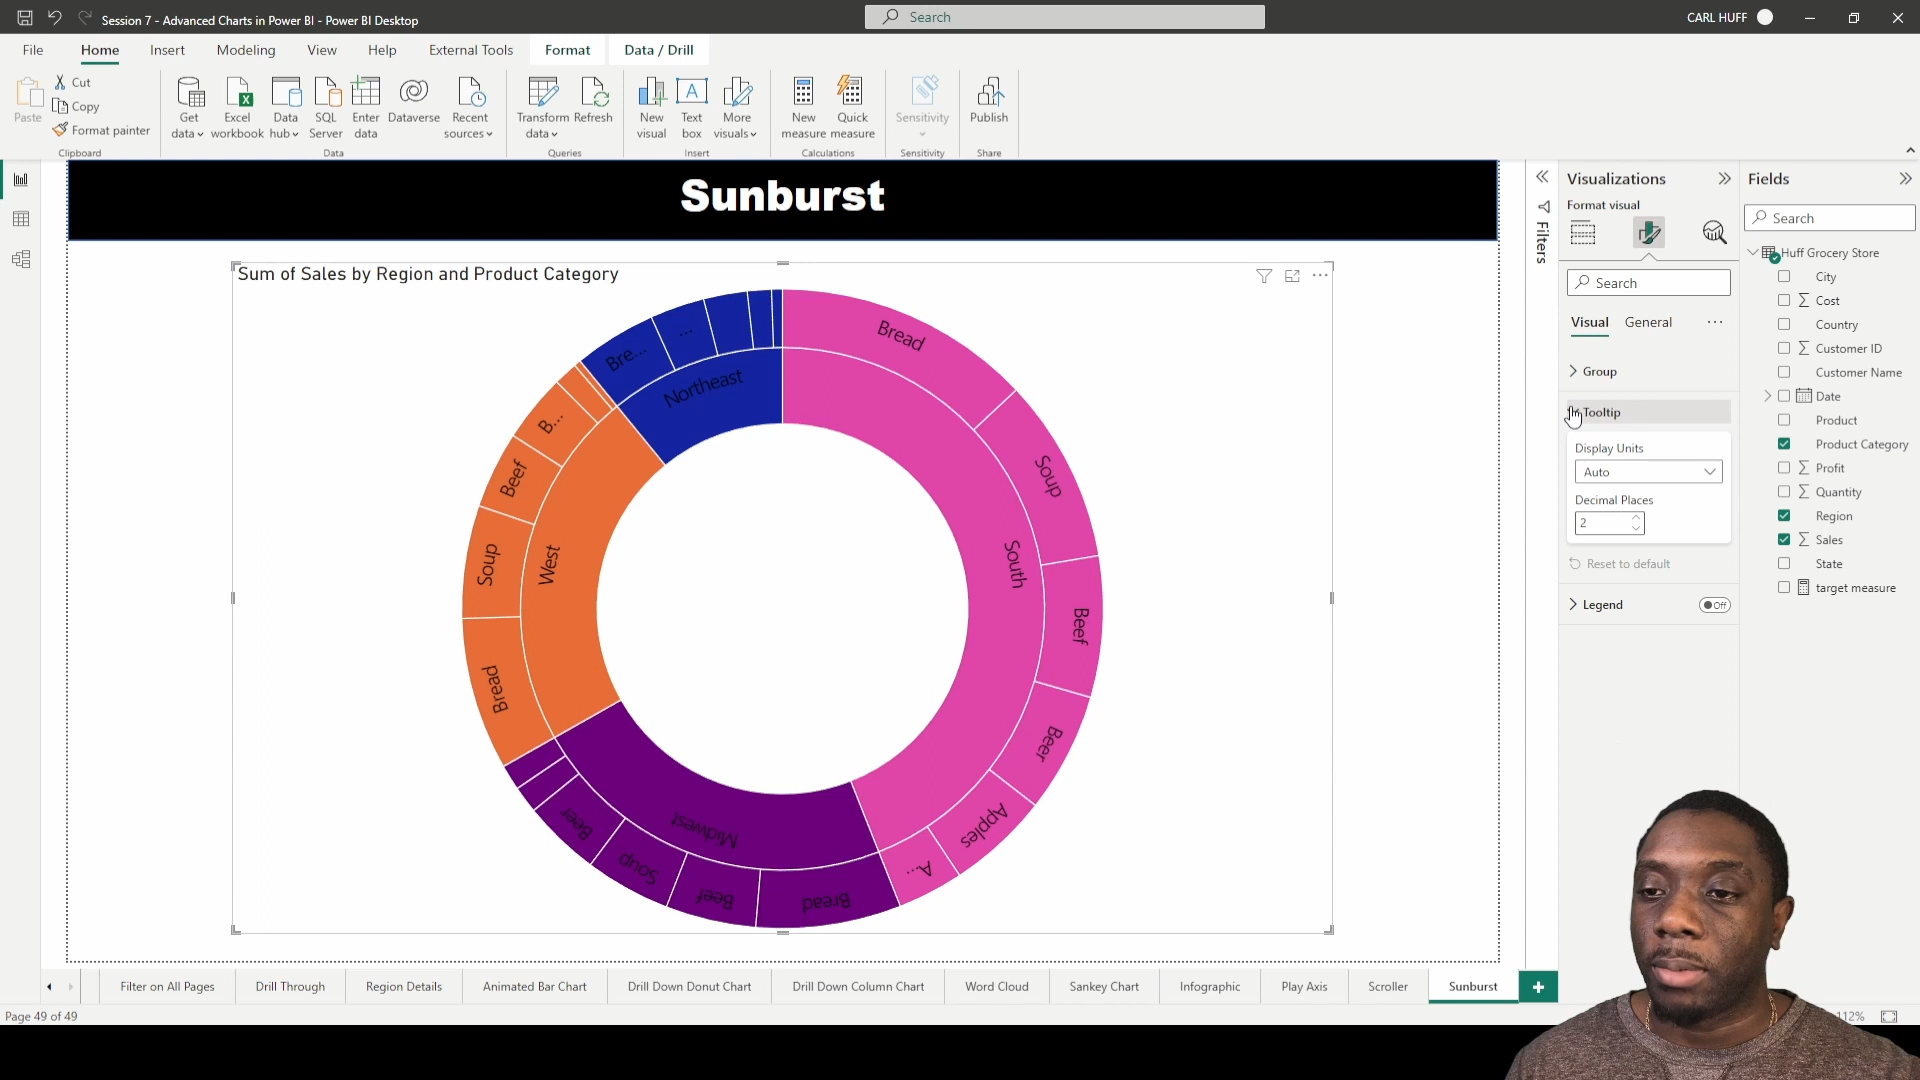 Session 7 - Advanced Charts in Power BI - Power BI Desktop
Search
CARL HUFF
File Home Insert Modeling View Help External Tools Format Data / Drill
Paste
Cut
Copy
Format painter
Clipboard
Get data
Excel workbook
Data hub
SQL Server
Enter data
Dataverse
Recent sources
Data
Transform data
Refresh
Queries
New visual
Text box
More visuals
Insert
New measure
Quick measure
Calculations
Sensitivity
Sensitivity
Publish
Share
Sunburst
Sum of Sales by Region and Product Category
Bread
Soup
Beef
Beer
Apples
A...
South
Bread
Beef
Soup
Beer
Midwest
Bread
Soup
Beef
B...
West
Bre...
...
Northeast
Filters
Visualizations
Format visual
Search
Visual General
Group
Tooltip
Display Units
Auto
Decimal Places
2
Reset to default
Legend Off
Fields
Search
Huff Grocery Store
City
Cost
Country
Customer ID
Customer Name
Date
Product
Product Category
Profit
Quantity
Region
Sales
State
target measure
Filter on All Pages
Drill Through
Region Details
Animated Bar Chart
Drill Down Donut Chart
Drill Down Column Chart
Word Cloud
Sankey Chart
Infographic
Play Axis
Scroller
Sunburst
Page 49 of 49
112%